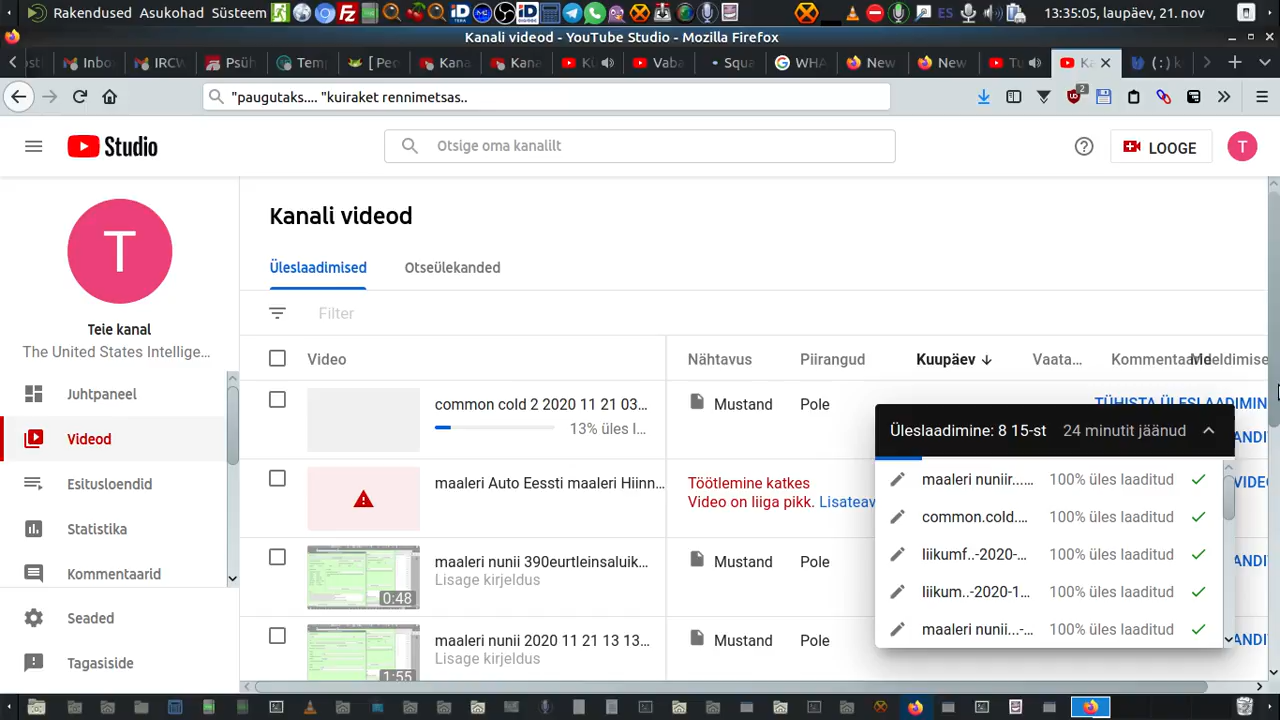 Rakendused Asukohad Süsteem
ES
13:35:05, laupäev, 21. nov
Kanali videod - YouTube Studio - Mozilla Firefox
Inbo
IRCW
Psüh
Temp
[ Pe
Kana
Kana
Vaba
Squa
WHA
New
New
Tu
Ka
( : ) k
"paugutaks.... "kuiraket rennimetsas..
2
Studio
Otsige oma kanalilt
LOOGE
T
T
Teie kanal
The United States Intellige...
Juhtpaneel
Videod
Esitusloendid
Statistika
Kommentaarid
Seaded
Tagasiside
Kanali videod
Üleslaadimised
Otseülekanded
Filter
Video
Nähtavus
Piirangud
Kuupäev
Vaata...
common cold 2 2020 11 21 03...
13% üles l...
Mustand
Pole
TÜHISTA ÜLESLAADIMIN
maaleri Auto Eessti maaleri Hiinn...
Töötlemine katkes
Video on liiga pikk. Lisateav
maaleri nunii 390eurtleinsaluik...
Lisage kirjeldus
0:48
Mustand
Pole
maaleri nunii 2020 11 21 13 13...
Lisage kirjeldus
1:55
Mustand
Pole
Üleslaadimine: 8 15-st
24 minutit jäänud
maaleri nuniir...... 100% üles laaditud
common.cold.... 100% üles laaditud
liikumf..-2020-... 100% üles laaditud
liikum..-2020-1... 100% üles laaditud
maaleri nunii...-... 100% üles laaditud